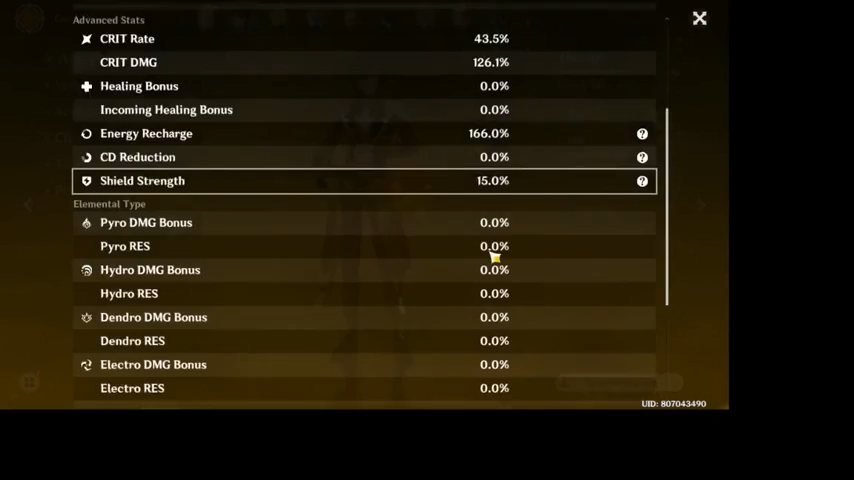 Advanced Stats
CRIT Rate 43.5%
CRIT DMG 126.1%
Healing Bonus 0.0%
Incoming Healing Bonus 0.0%
Energy Recharge 166.0% ?
CD Reduction 0.0% ?
Shield Strength 15.0% ?
Elemental Type
Pyro DMG Bonus 0.0%
Pyro RES 0.0%
Hydro DMG Bonus 0.0%
Hydro RES 0.0%
Dendro DMG Bonus 0.0%
Dendro RES 0.0%
Electro DMG Bonus 0.0%
Electro RES 0.0%
UID: 807043490